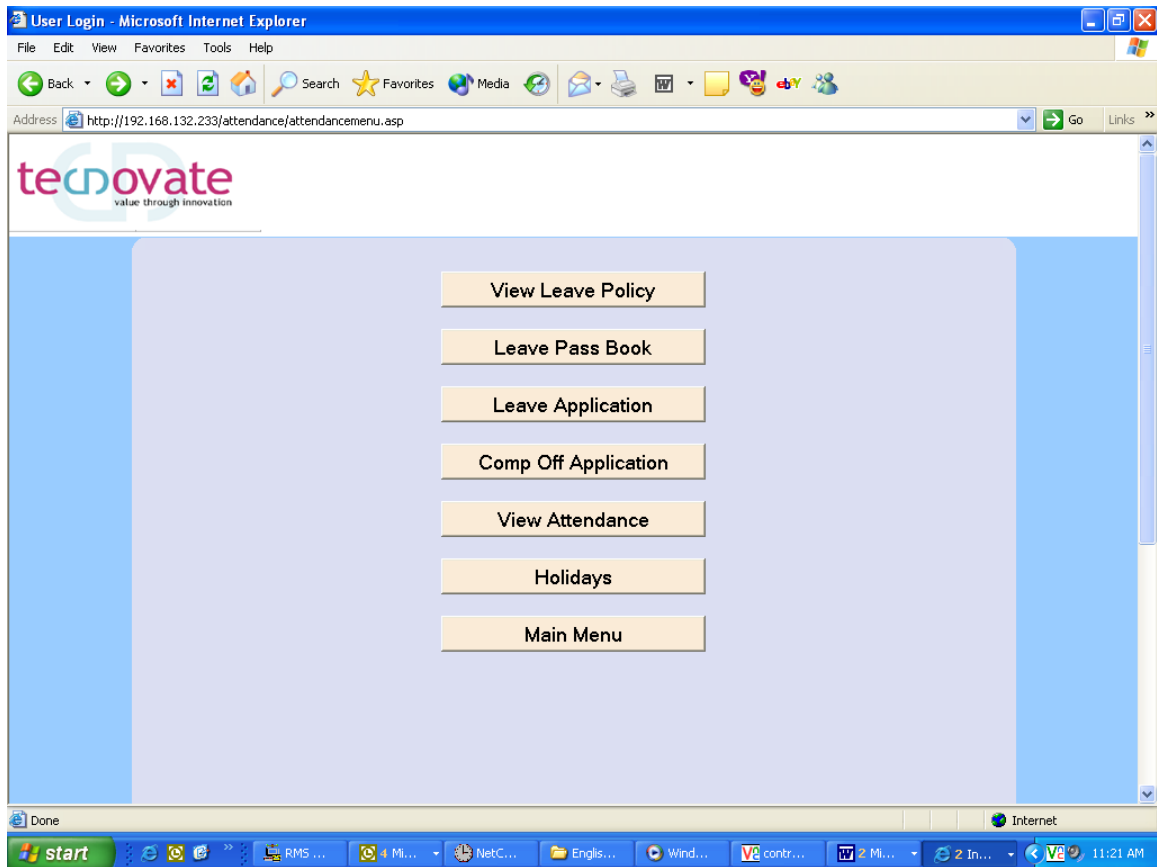 User Login - Microsoft Internet Explorer
File Edit View Favorites Tools Help
Back Search Favorites Media W ebY
Address http://192.168.132.233/attendance/attendancemenu.asp Go Links »
tecnovate
value through innovation
View Leave Policy
Leave Pass Book
Leave Application
Comp Off Application
View Attendance
Holidays
Main Menu
Done Internet
start » RMS ... 4 Mi... NetC... Englis... Wind... contr... 2 Mi... 2 In... 11:21 AM